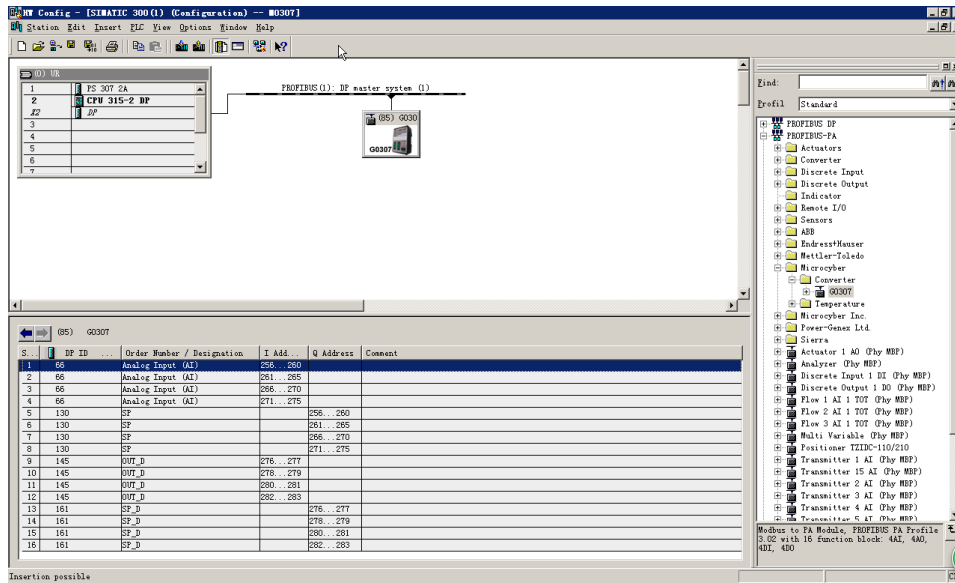 HW Config - [SIMATIC 300(1) (Configuration) -- M0307]
Station Edit Insert PLC View Options Window Help
(0) UR
1 PS 307 2A
2 CPU 315-2 DP
X2 DP
3
4
5
6
7
PROFIBUS(1): DP master system (1)
(85) G030
G0307
Find:
Profil Standard
PROFIBUS DP
PROFIBUS-PA
Actuators
Converter
Discrete Input
Discrete Output
Indicator
Remote I/O
Sensors
ABB
Endress+Hauser
Mettler-Toledo
Microcyber
Converter
G0307
Temperature
Microcyber Inc.
Power-Genex Ltd.
Sierra
Actuator 1 AO (Phy MBP)
Analyzer (Phy MBP)
Discrete Input 1 DI (Phy MBP)
Discrete Output 1 DO (Phy MBP)
Flow 1 AI 1 TOT (Phy MBP)
Flow 2 AI 1 TOT (Phy MBP)
Flow 3 AI 1 TOT (Phy MBP)
Multi Variable (Phy MBP)
Positioner TZIDC-110/210
Transmitter 1 AI (Phy MBP)
Transmitter 15 AI (Phy MBP)
Transmitter 2 AI (Phy MBP)
Transmitter 3 AI (Phy MBP)
Transmitter 4 AI (Phy MBP)
Transmitter 5 AI (Phy MBP)
Modbus to PA Module, PROFIBUS PA Profile
3.02 with 16 function block: 4AI, 4AO,
4DI, 4DO
(85) G0307
S... DP ID ... Order Number / Designation I Add... Q Address Comment
1 66 Analog Input (AI) 256...260
2 66 Analog Input (AI) 261...265
3 66 Analog Input (AI) 266...270
4 66 Analog Input (AI) 271...275
5 130 SP 256...260
6 130 SP 261...265
7 130 SP 266...270
8 130 SP 271...275
9 145 OUT_D 276...277
10 145 OUT_D 278...279
11 145 OUT_D 280...281
12 145 OUT_D 282...283
13 161 SP_D 276...277
14 161 SP_D 278...279
15 161 SP_D 280...281
16 161 SP_D 282...283
Insertion possible